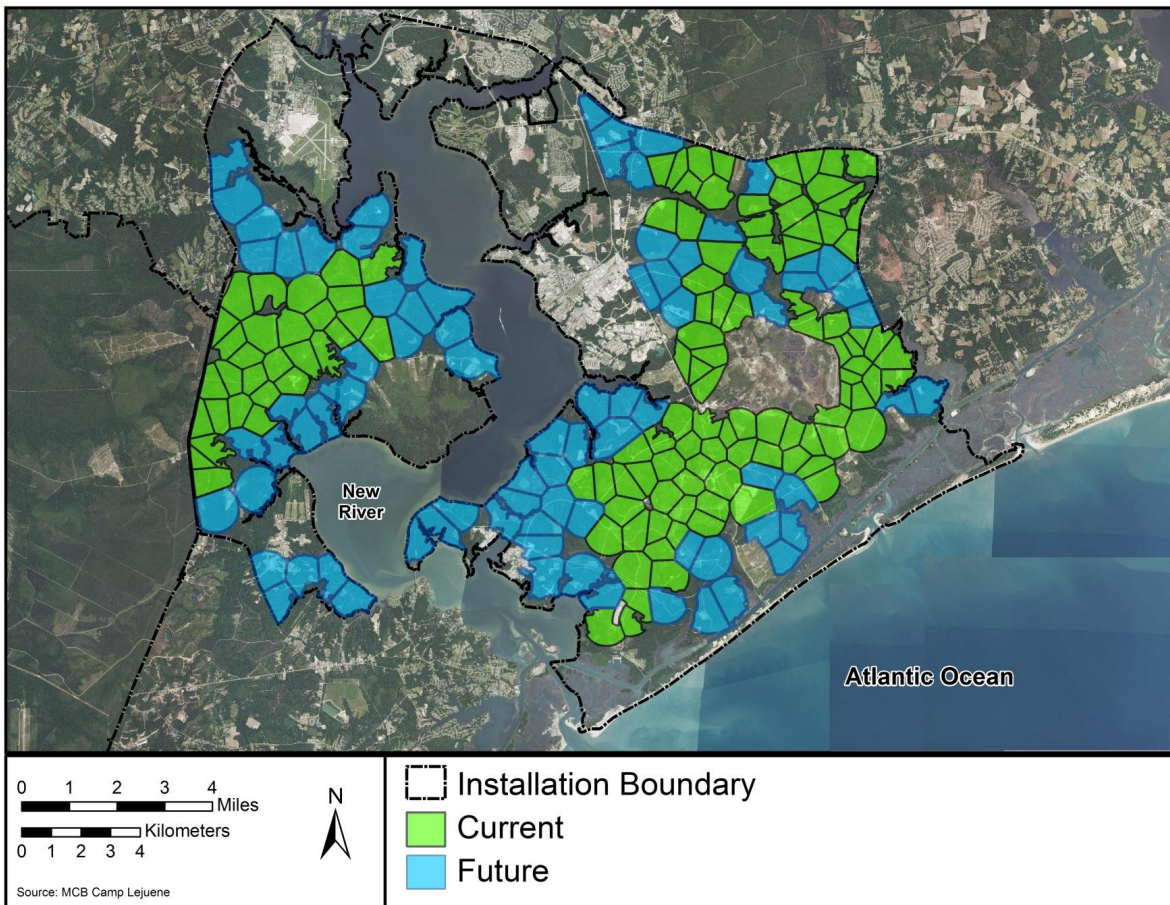 New
River
Atlantic Ocean
0 1 2 3 4
Miles
Kilometers
0 1 2 3 4
N
Source: MCB Camp Lejuene
Installation Boundary
Current
Future